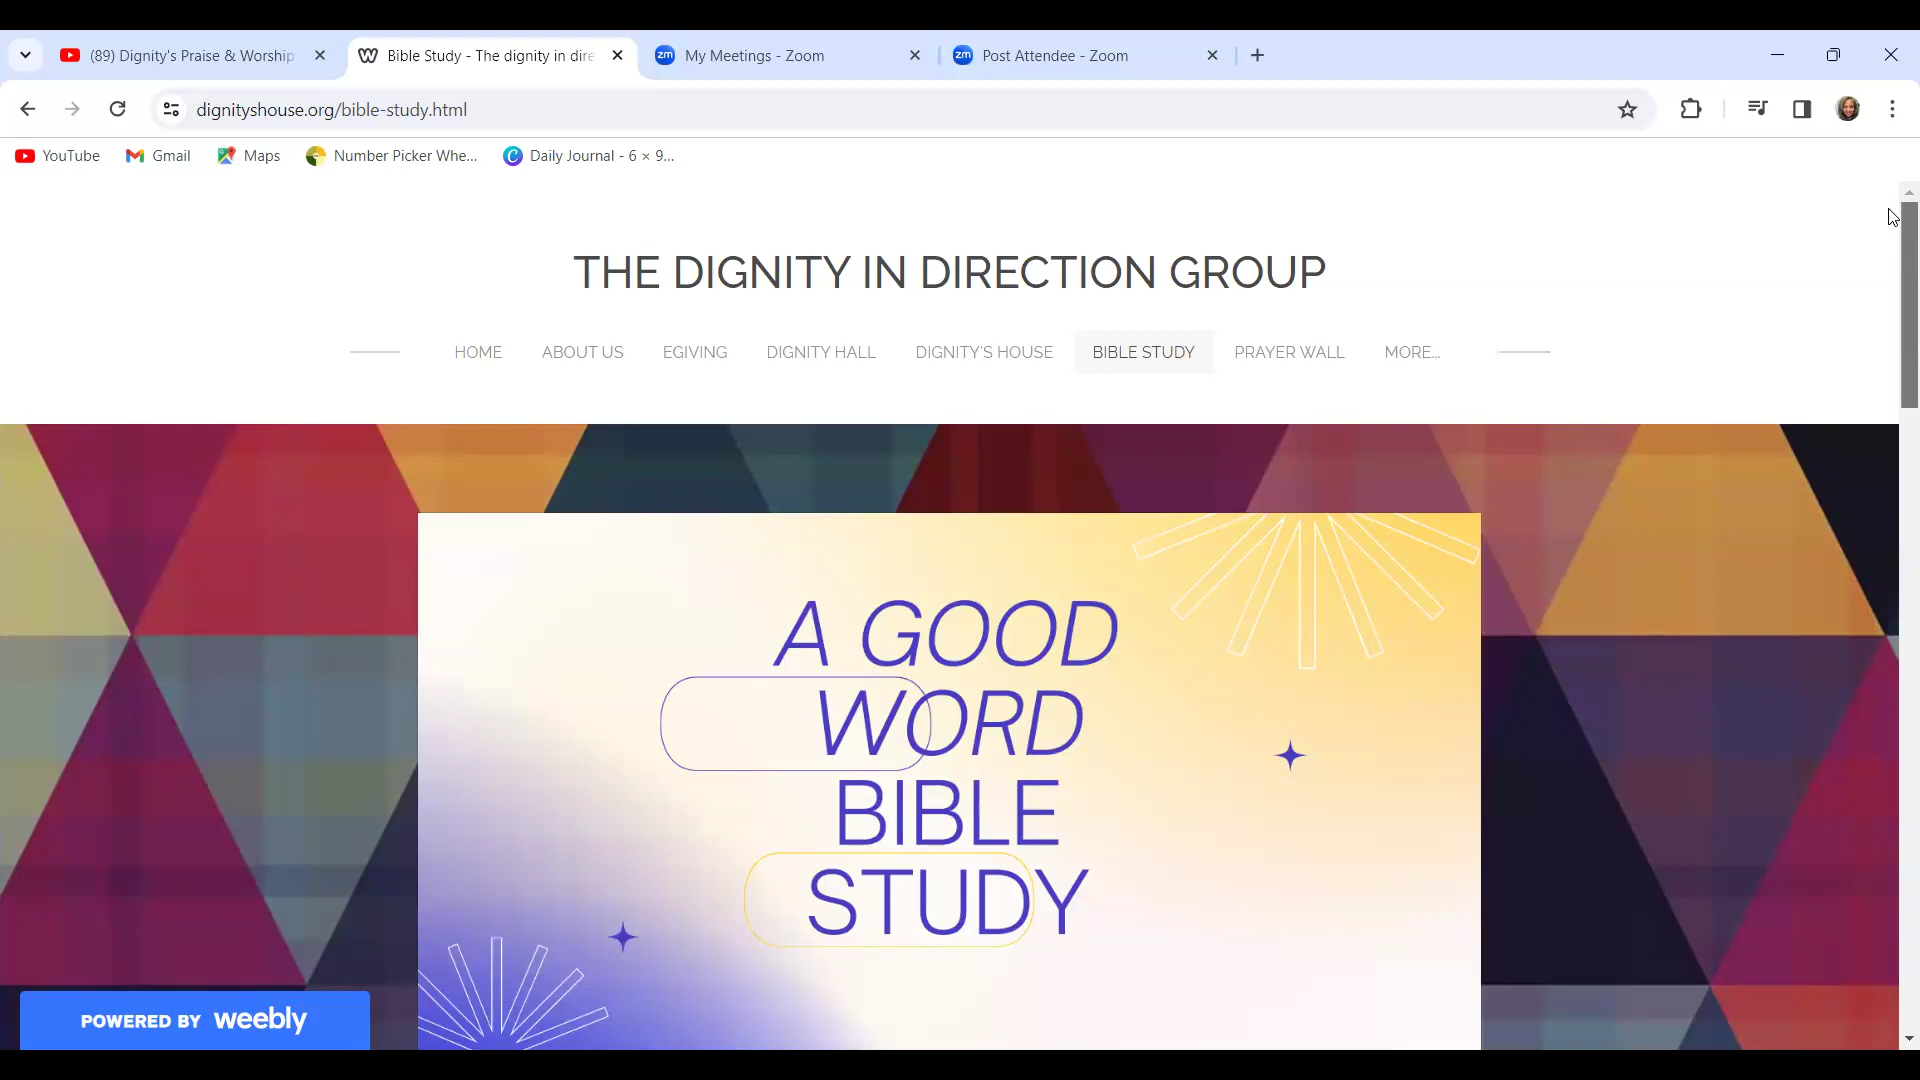 (89) Dignity's Praise & Worship
Bible Study - The dignity in dire
zm My Meetings - Zoom
zm Post Attendee - Zoom
dignityshouse.org/bible-study.html
YouTube
Gmail
Maps
Number Picker Whe...
Daily Journal - 6 × 9...
THE DIGNITY IN DIRECTION GROUP
HOME ABOUT US EGIVING DIGNITY HALL DIGNITY'S HOUSE BIBLE STUDY PRAYER WALL MORE...
A GOOD
WORD
BIBLE
STUDY
POWERED BY weebly